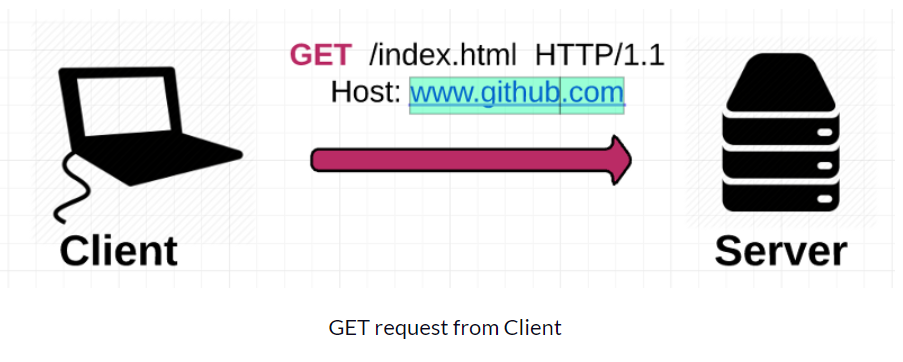 GET /index.html HTTP/1.1
Host: www.github.com
Client
Server
GET request from Client